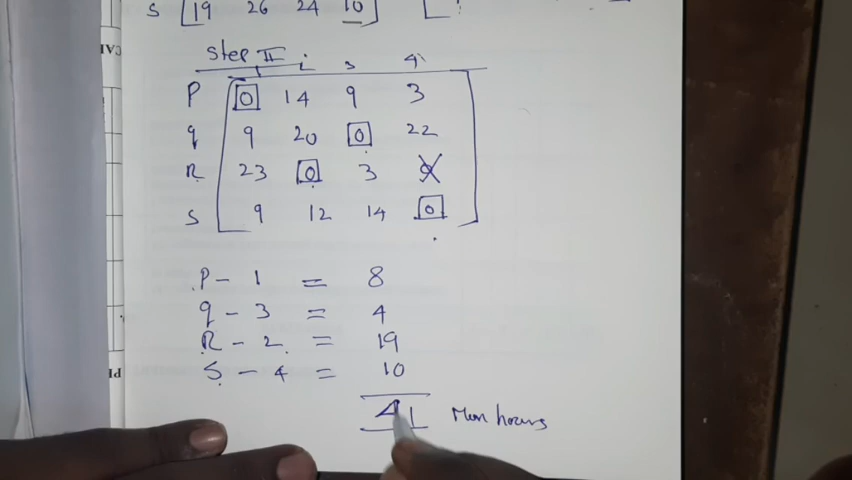 S 19 26 24 10
Step II
1 2 3 4
P 0 14 9 3
q 9 20 0 22
R 23 0 3 0
S 9 12 14 0
P - 1 = 8
q - 3 = 4
R - 2 = 19
S - 4 = 10
41 Man hours